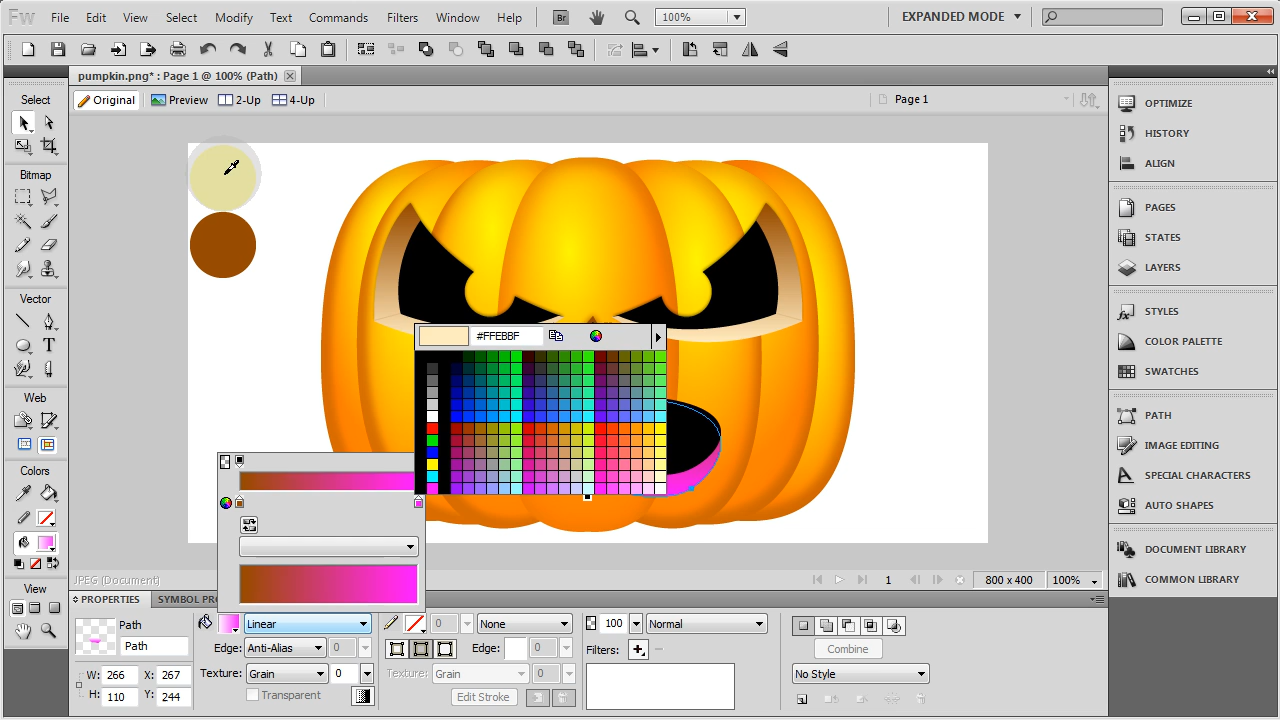 Fw File Edit View Select Modify Text Commands Filters Window Help Br 100% EXPANDED MODE
pumpkin.png* : Page 1 @ 100% (Path)
Original Preview 2-Up 4-Up Page 1
Select
Bitmap
Vector
T
Web
Colors
View
#FFEBBF
OPTIMIZE
HISTORY
ALIGN
PAGES
STATES
LAYERS
STYLES
COLOR PALETTE
SWATCHES
PATH
IMAGE EDITING
SPECIAL CHARACTERS
AUTO SHAPES
DOCUMENT LIBRARY
COMMON LIBRARY
JPEG (Document) 1 800 x 400 100%
PROPERTIES SYMBOL PR
Path Linear 0 None 100 Normal
Path Edge: Anti-Alias 0 Edge: 0 Filters: Combine
W: 266 X: 267 Texture: Grain 0 Texture: Grain 0 No Style
H: 110 Y: 244 Transparent Edit Stroke